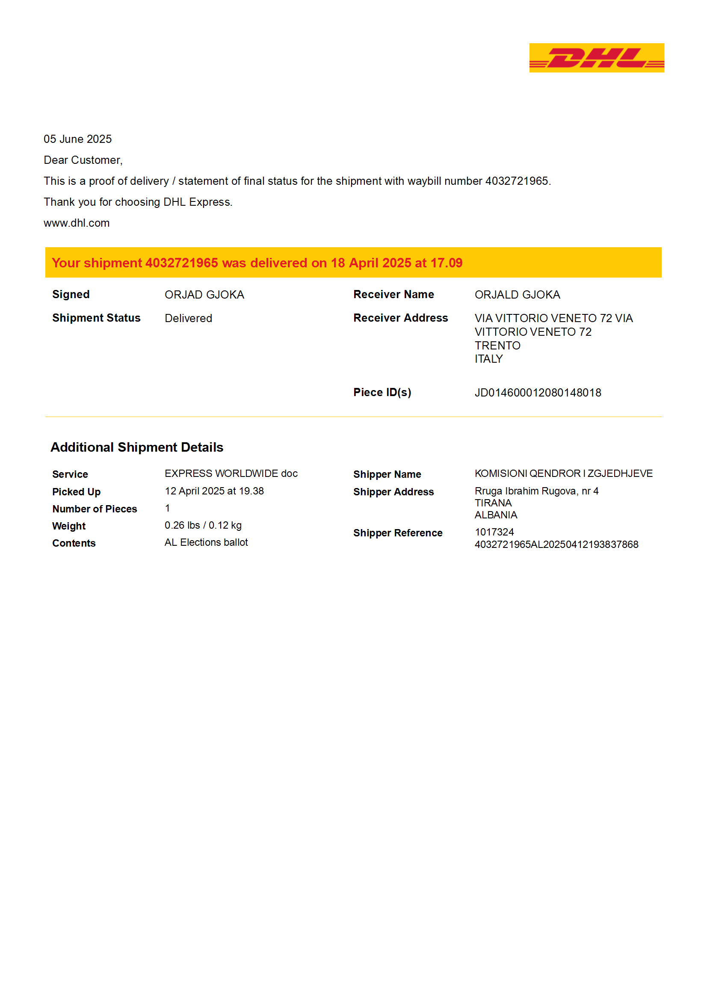 DHL
05 June 2025
Dear Customer,
This is a proof of delivery / statement of final status for the shipment with waybill number 4032721965.
Thank you for choosing DHL Express.
www.dhl.com
Your shipment 4032721965 was delivered on 18 April 2025 at 17.09
Signed ORJAD GJOKA Receiver Name ORJALD GJOKA
Shipment Status Delivered Receiver Address VIA VITTORIO VENETO 72 VIA
VITTORIO VENETO 72
TRENTO
ITALY
Piece ID(s) JD014600012080148018
Additional Shipment Details
Service EXPRESS WORLDWIDE doc Shipper Name KOMISIONI QENDROR I ZGJEDHJEVE
Picked Up 12 April 2025 at 19.38 Shipper Address Rruga Ibrahim Rugova, nr 4
TIRANA
Number of Pieces 1
ALBANIA
Weight 0.26 lbs / 0.12 kg Shipper Reference 1017324
Contents AL Elections ballot 4032721965AL20250412193837868